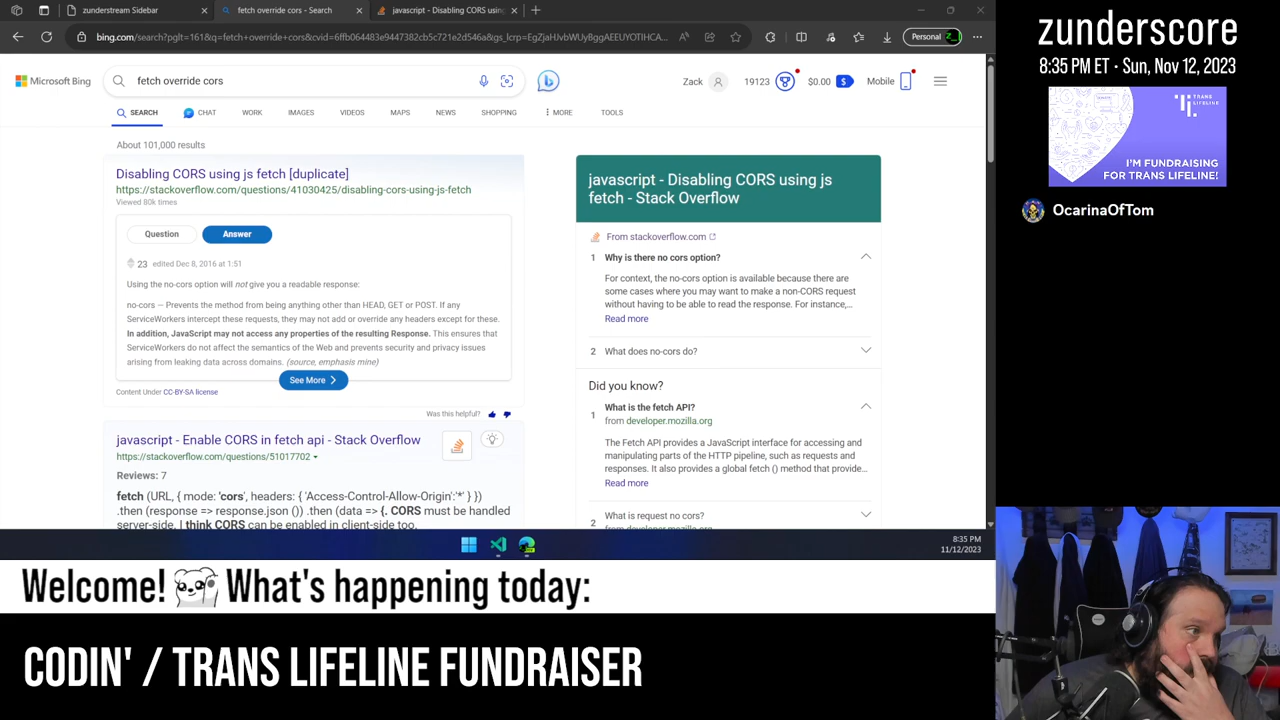 zunderstream Sidebar
fetch override cors - Search
javascript - Disabling CORS using
bing.com/search?pglt=161&q=fetch+override+cors&cvid=6ffb064483e9447382cb5c721e2d546a&gs_lcrp=EgZjaHJvbWUyBggAEEUYOTIHCA...
Personal
Microsoft Bing
fetch override cors
Zack
19123
$0.00
Mobile
SEARCH
CHAT
WORK
IMAGES
VIDEOS
MAPS
NEWS
SHOPPING
MORE
TOOLS
About 101,000 results
Disabling CORS using js fetch [duplicate]
https://stackoverflow.com/questions/41030425/disabling-cors-using-js-fetch
Viewed 80k times
Question
Answer
23 edited Dec 8, 2016 at 1:51
Using the no-cors option will not give you a readable response:
no-cors — Prevents the method from being anything other than HEAD, GET or POST. If any
ServiceWorkers intercept these requests, they may not add or override any headers except for these.
In addition, JavaScript may not access any properties of the resulting Response. This ensures that
ServiceWorkers do not affect the semantics of the Web and prevents security and privacy issues
arising from leaking data across domains. (source, emphasis mine)
See More
Content Under CC-BY-SA license
Was this helpful?
javascript - Enable CORS in fetch api - Stack Overflow
https://stackoverflow.com/questions/51017702
Reviews: 7
fetch (URL, { mode: 'cors', headers: { 'Access-Control-Allow-Origin':'*' } })
.then (response => response.json ()) .then (data => {. CORS must be handled
server-side, I think CORS can be enabled in client-side too.
javascript - Disabling CORS using js
fetch - Stack Overflow
From stackoverflow.com
1 Why is there no cors option?
For context, the no-cors option is available because there are
some cases where you may want to make a non-CORS request
without having to be able to read the response. For instance,...
Read more
2 What does no-cors do?
Did you know?
1 What is the fetch API?
from developer.mozilla.org
The Fetch API provides a JavaScript interface for accessing and
manipulating parts of the HTTP pipeline, such as requests and
responses. It also provides a global fetch () method that provide...
Read more
2 What is request no cors?
from developer.mozilla.org
8:35 PM
11/12/2023
zunderscore
8:35 PM ET · Sun, Nov 12, 2023
TRANS
LIFELINE
I'M FUNDRAISING
FOR TRANS LIFELINE!
OcarinaOfTom
Welcome! What's happening today:
CODIN' / TRANS LIFELINE FUNDRAISER